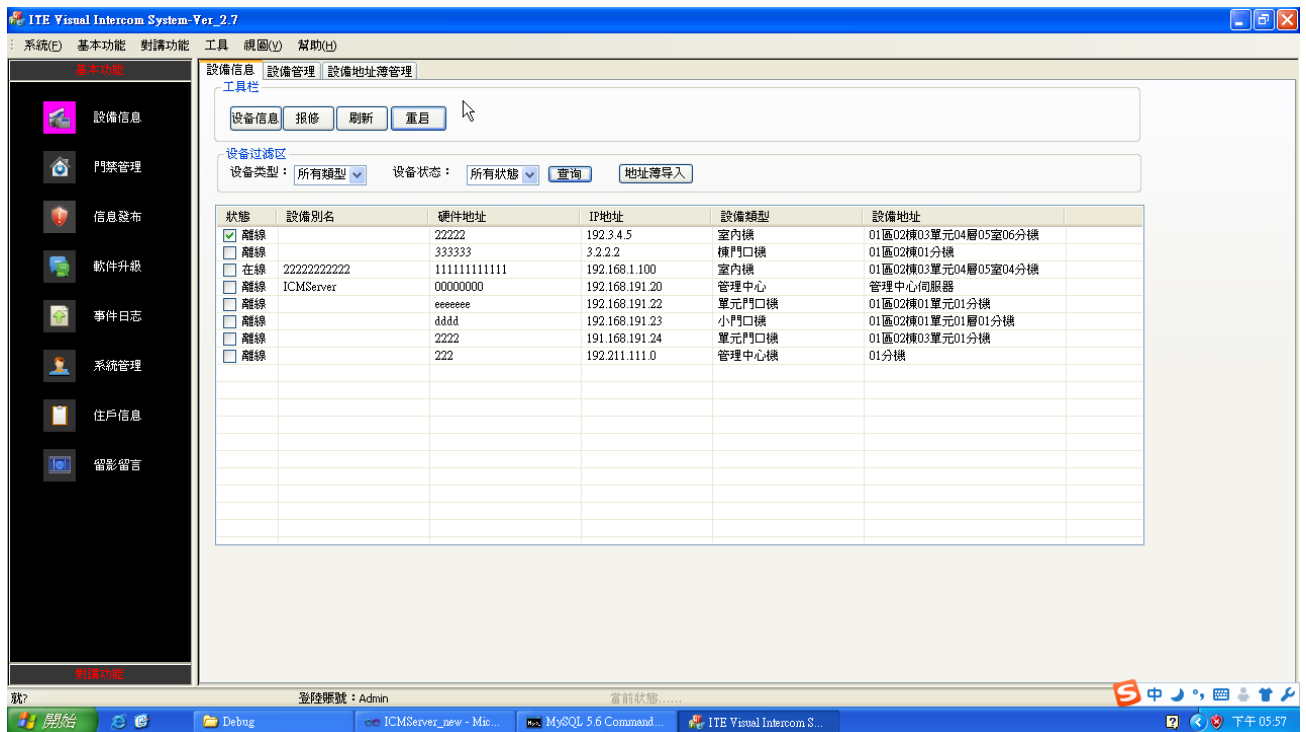 ITE Visual Intercom System-Ver_2.7
系統(F) 基本功能 對講功能 工具 視圖(V) 幫助(H)
基本功能
設備信息
門禁管理
信息發布
軟件升級
事件日志
系統管理
住戶信息
留影留言
對講功能
設備信息 設備管理 設備地址薄管理
工具栏
设备信息 报修 刷新 重启
设备过滤区
设备类型: 所有類型 设备状态: 所有狀態 查询 地址薄导入
狀態 設備別名 硬件地址 IP地址 設備類型 設備地址
離線 22222 192.3.4.5 室內機 01區02棟03單元04層05室06分機
離線 333333 3.2.2.2 棟門口機 01區02棟01分機
在線 22222222222 111111111111 192.168.1.100 室內機 01區02棟03單元04層05室04分機
離線 ICMServer 00000000 192.168.191.20 管理中心 管理中心伺服器
離線 eeeeeee 192.168.191.22 單元門口機 01區02棟01單元01分機
離線 dddd 192.168.191.23 小門口機 01區02棟01單元01層01分機
離線 2222 191.168.191.24 單元門口機 01區02棟03單元01分機
離線 222 192.211.111.0 管理中心機 01分機
就? 登陸賬號:Admin 當前狀態......
中
開始 Debug ICMServer_new - Mic... MySQL 5.6 Command... ITE Visual Intercom S... 下午 05:57